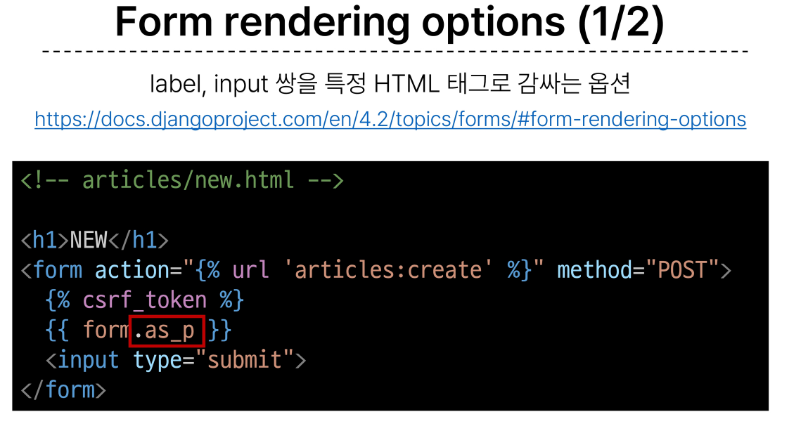 Form rendering options (1/2)
label, input 쌍을 특정 HTML 태그로 감싸는 옵션
https://docs.djangoproject.com/en/4.2/topics/forms/#form-rendering-options
<!-- articles/new.html -->
<h1>NEW</h1>
<form action="{% url 'articles:create' %}" method="POST">
  {% csrf_token %}
  {{ form.as_p }}
  <input type="submit">
</form>